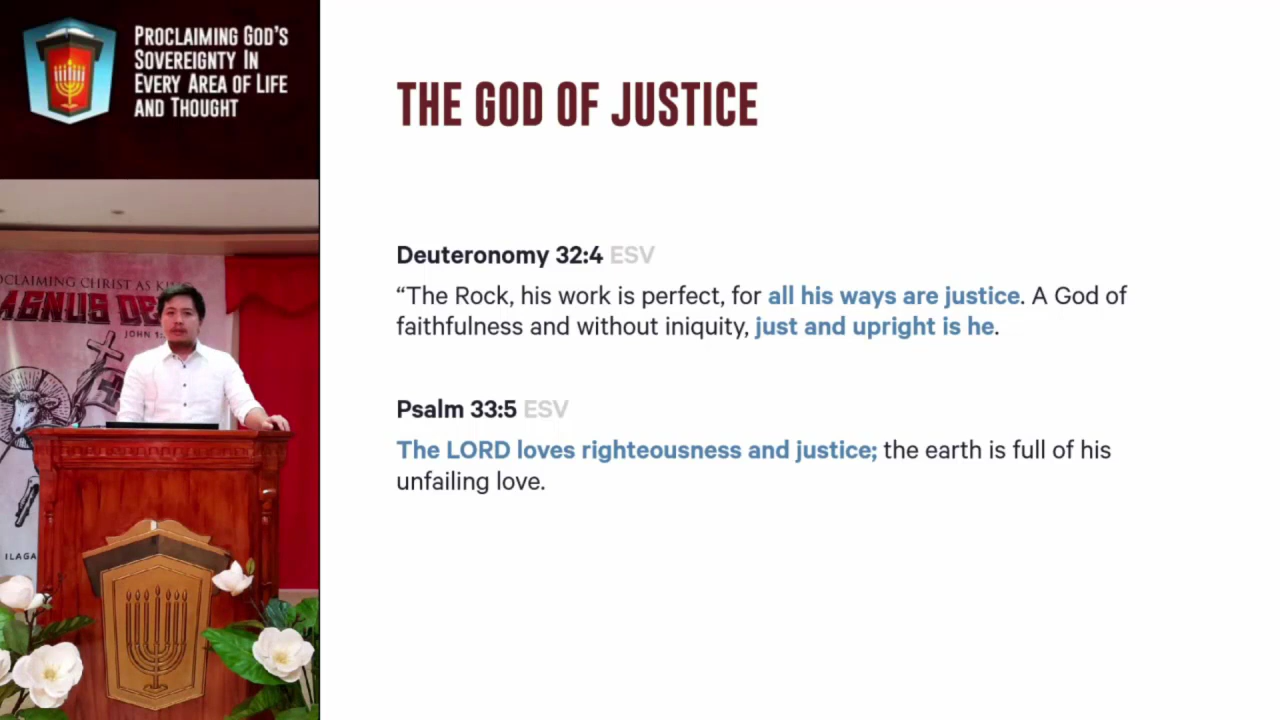 PROCLAIMING GOD'S
SOVEREIGNTY IN
EVERY AREA OF LIFE
AND THOUGHT
THE GOD OF JUSTICE
Deuteronomy 32:4 ESV
“The Rock, his work is perfect, for all his ways are justice. A God of
faithfulness and without iniquity, just and upright is he.
Psalm 33:5 ESV
The LORD loves righteousness and justice; the earth is full of his
unfailing love.
CHRIST AS
JOHN